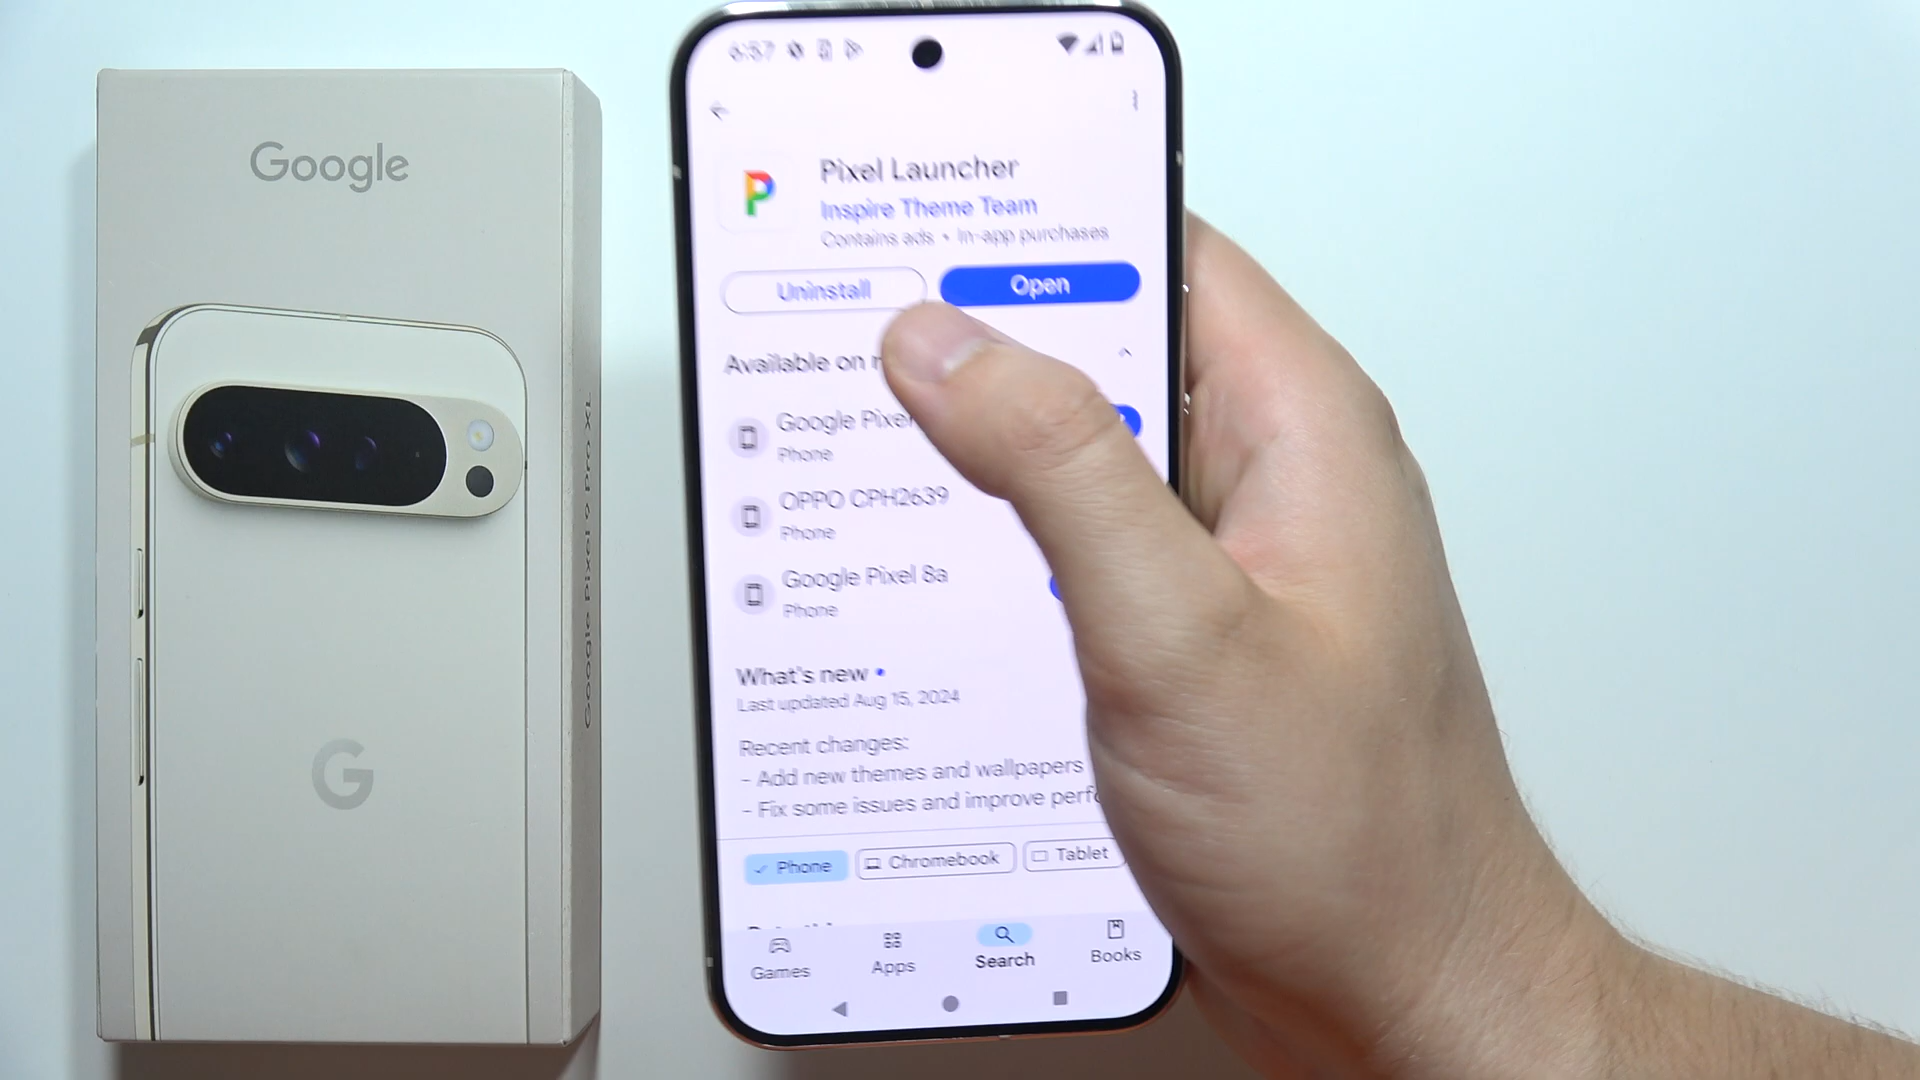 Google
Google Pixel 9 Pro XL
6:57
Pixel Launcher
Inspire Theme Team
Contains ads • In-app purchases
Uninstall
Open
Available on
Google Pixel
Phone
OPPO CPH2639
Phone
Google Pixel 8a
Phone
What's new •
Last updated Aug 15, 2024
Recent changes:
- Add new themes and wallpapers
- Fix some issues and improve
Phone
Chromebook
Tablet
Games
Apps
Search
Books